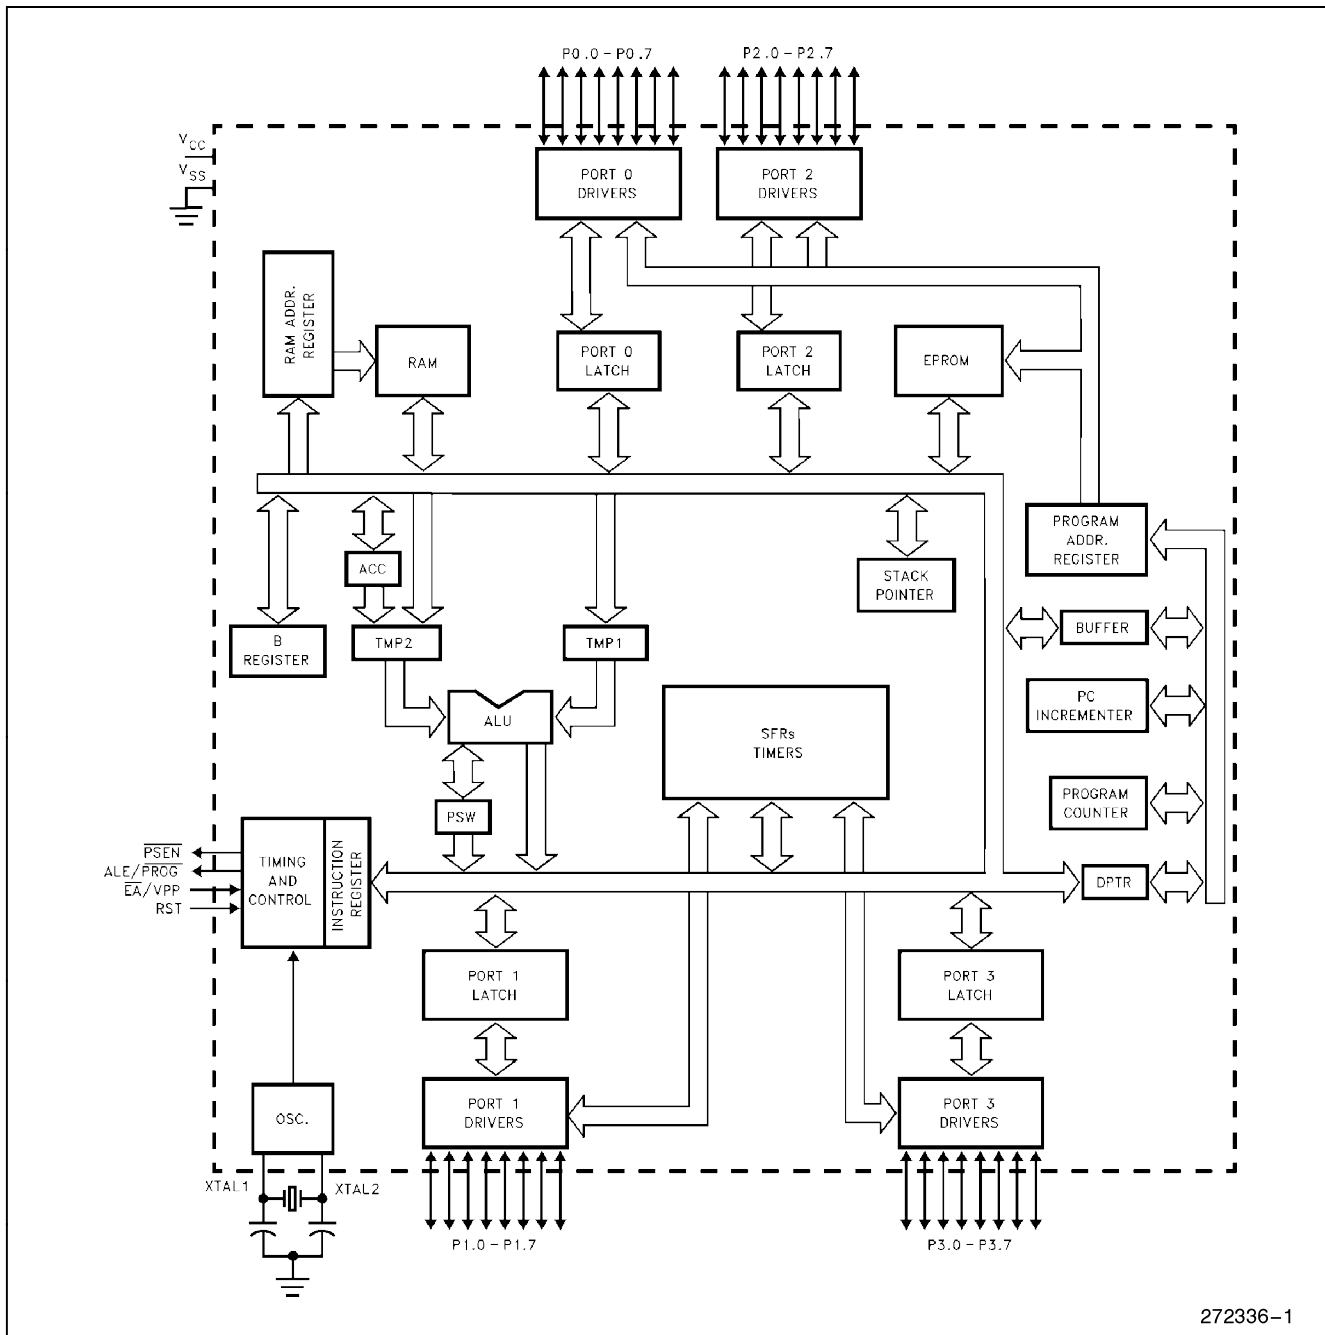 P0.0 – P0.7
P2.0 – P2.7
VCC
VSS
PORT 0
DRIVERS
PORT 2
DRIVERS
RAM ADDR.
REGISTER
RAM
PORT 0
LATCH
PORT 2
LATCH
EPROM
PROGRAM
ADDR.
REGISTER
ACC
STACK
POINTER
B
REGISTER
TMP2
TMP1
BUFFER
ALU
SFRs
TIMERS
PC
INCREMENTER
PSW
PROGRAM
COUNTER
PSEN
ALE/PROG
EA/VPP
RST
TIMING
AND
CONTROL
INSTRUCTION
REGISTER
DPTR
PORT 1
LATCH
PORT 3
LATCH
OSC.
PORT 1
DRIVERS
PORT 3
DRIVERS
XTAL1
XTAL2
P1.0 – P1.7
P3.0 – P3.7
272336–1